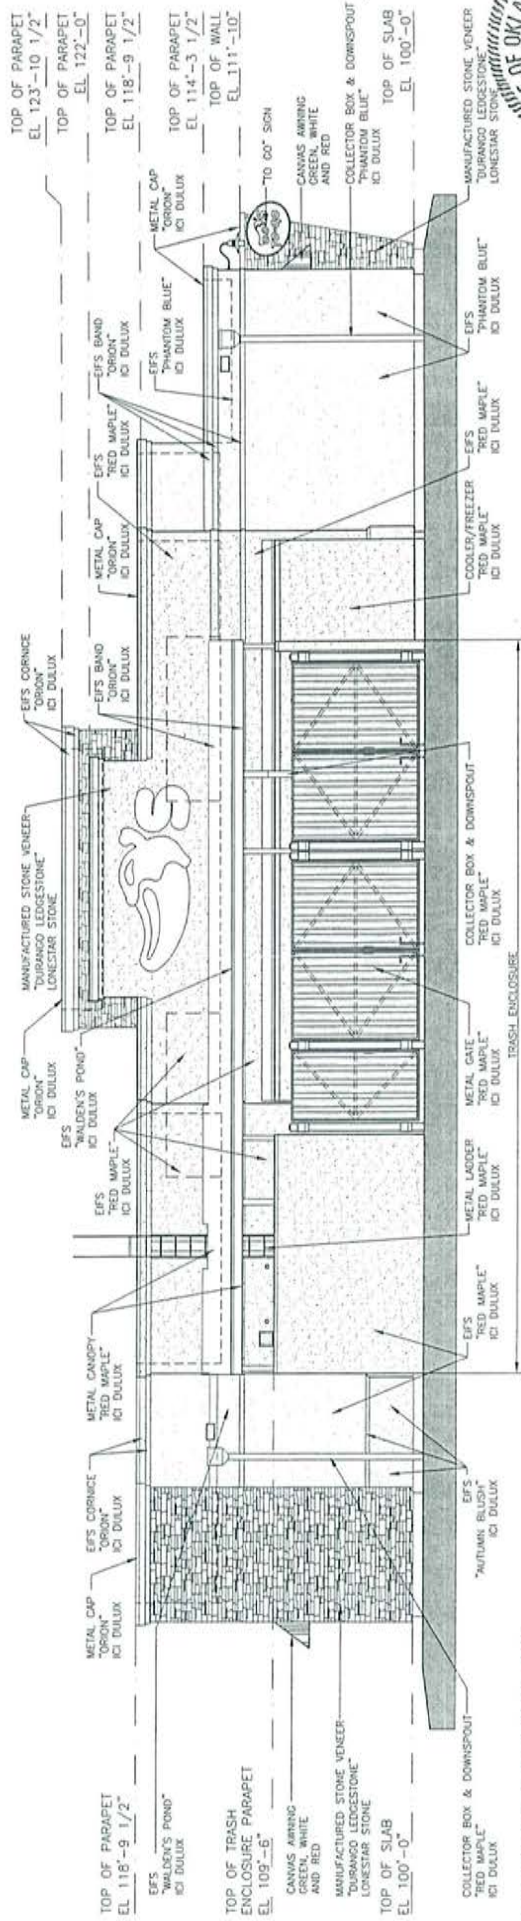 TOP OF PARAPET
EL 118'-9 1/2"
EIFS
"WALDEN'S POND"
ICI DULUX
TOP OF TRASH
ENCLOSURE PARAPET
EL 109'-6"
CANVAS AWNING
GREEN, WHITE
AND RED
MANUFACTURED STONE VENEER
"DURANGO LEDGESTONE"
LONESTAR STONE
TOP OF SLAB
EL 100'-0"
COLLECTOR BOX & DOWNSPOUT
"RED MAPLE"
ICI DULUX
METAL CAP
"ORION"
ICI DULUX
EIFS CORNICE
"ORION"
ICI DULUX
METAL CANOPY
"RED MAPLE"
ICI DULUX
EIFS
"RED MAPLE"
ICI DULUX
EIFS
"WALDEN'S POND"
ICI DULUX
METAL CAP
"ORION"
ICI DULUX
MANUFACTURED STONE VENEER
"DURANGO LEDGESTONE"
LONESTAR STONE
EIFS CORNICE
"ORION"
ICI DULUX
EIFS BAND
"ORION"
ICI DULUX
METAL CAP
"ORION"
ICI DULUX
EIFS
"RED MAPLE"
ICI DULUX
EIFS BAND
"ORION"
ICI DULUX
EIFS
"PHANTOM BLUE"
ICI DULUX
METAL CAP
"ORION"
ICI DULUX
'S
EIFS
"AUTUMN BLUSH"
ICI DULUX
EIFS
"RED MAPLE"
ICI DULUX
METAL LADDER
"RED MAPLE"
ICI DULUX
METAL GATE
"RED MAPLE"
ICI DULUX
COLLECTOR BOX & DOWNSPOUT
"RED MAPLE"
ICI DULUX
TRASH ENCLOSURE
COOLER/FREEZER
"RED MAPLE"
ICI DULUX
EIFS
"RED MAPLE"
ICI DULUX
EIFS
"PHANTOM BLUE"
ICI DULUX
TOP OF PARAPET
EL 123'-10 1/2"
TOP OF PARAPET
EL 122'-0"
TOP OF PARAPET
EL 118'-9 1/2"
TOP OF PARAPET
EL 114'-3 1/2"
TOP OF WALL
EL 111'-10"
"TO GO" SIGN
CANVAS AWNING
GREEN, WHITE
AND RED
COLLECTOR BOX & DOWNSPOUT
"PHANTOM BLUE"
ICI DULUX
TOP OF SLAB
EL 100'-0"
MANUFACTURED STONE VENEER
"DURANGO LEDGESTONE"
LONESTAR STONE
OF OKLA